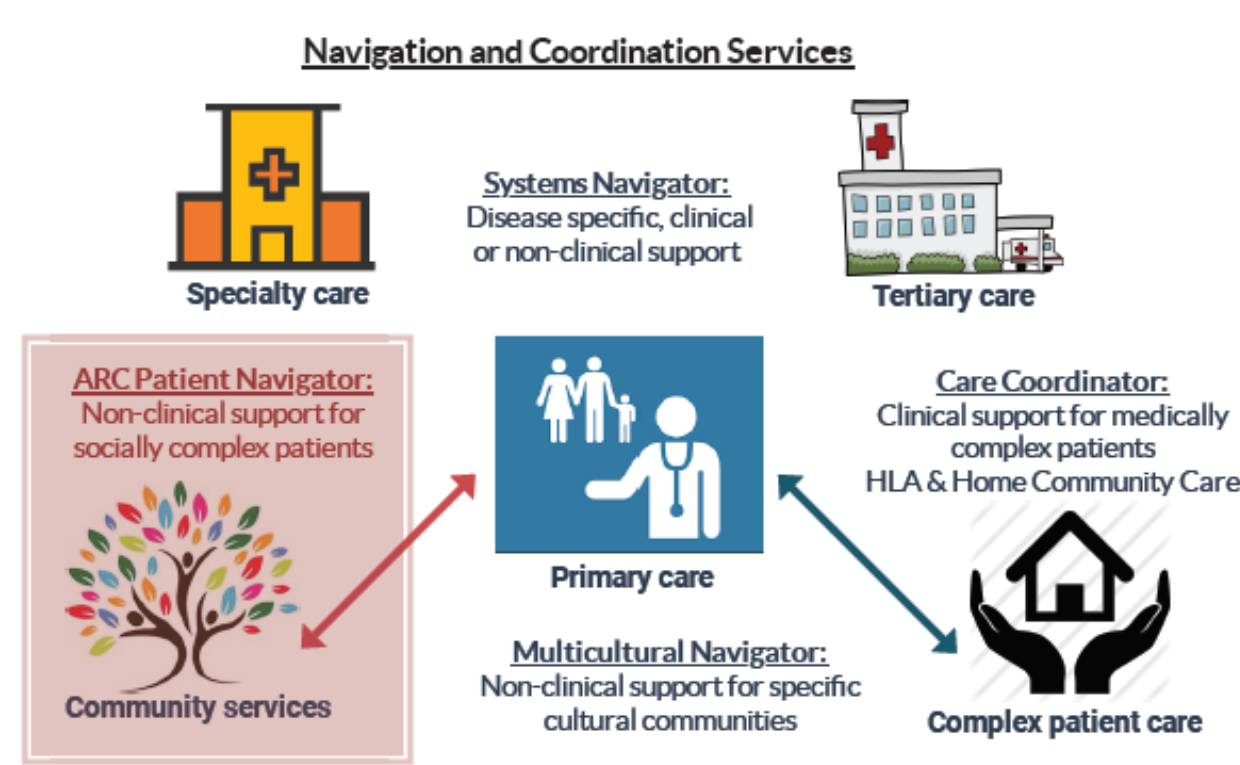 Navigation and Coordination Services
Systems Navigator:
Disease specific, clinical
or non-clinical support
Specialty care
Tertiary care
ARC Patient Navigator:
Non-clinical support for
socially complex patients
Care Coordinator:
Clinical support for medically
complex patients
HLA & Home Community Care
Primary care
Multicultural Navigator:
Non-clinical support for specific
cultural communities
Community services
Complex patient care